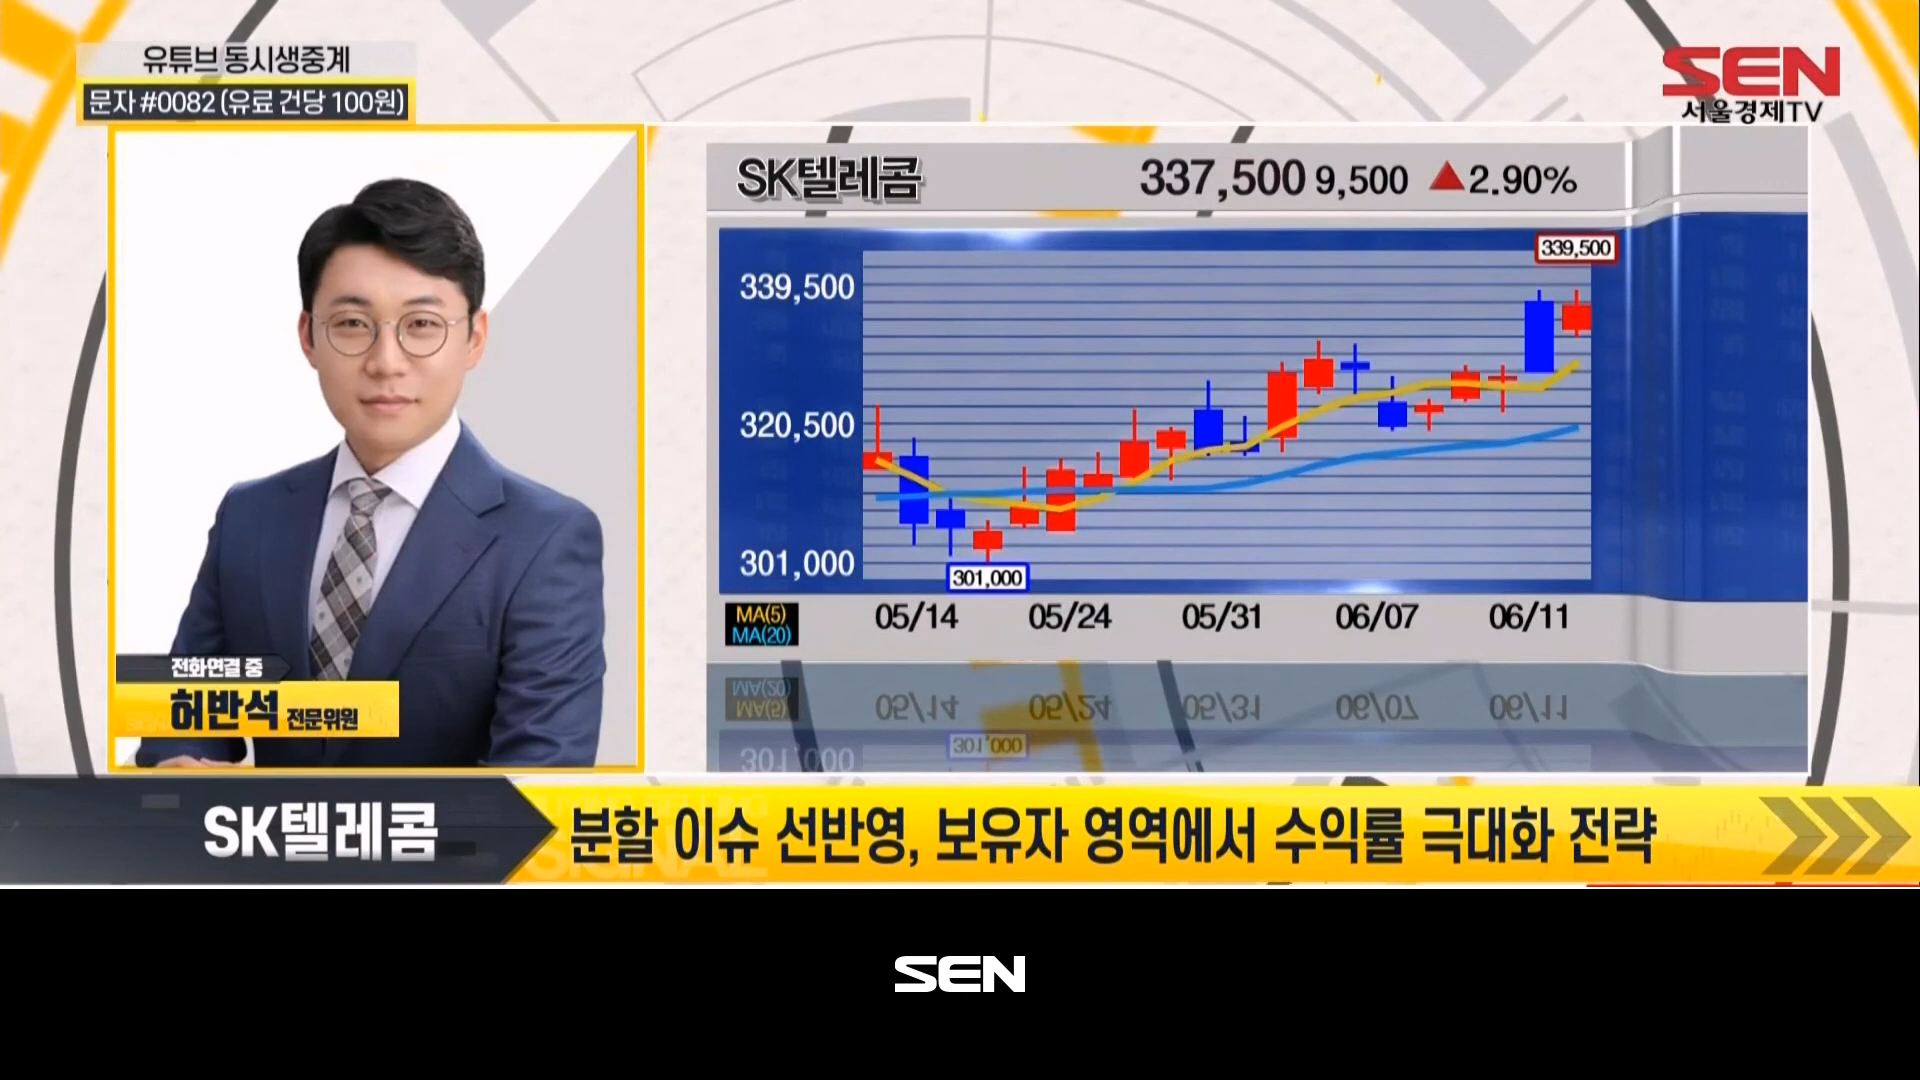 유튜브 동시생중계
문자 #0082 (유료 건당 100원)
SEN
서울경제TV
SK텔레콤 337,500 9,500 ▲2.90%
339,500
339,500
320,500
301,000
301,000
MA(5)
MA(20)
05/14 05/24 05/31 06/07 06/11
전화연결 중
허반석 전문위원
SK텔레콤
분할 이슈 선반영, 보유자 영역에서 수익률 극대화 전략
SEN